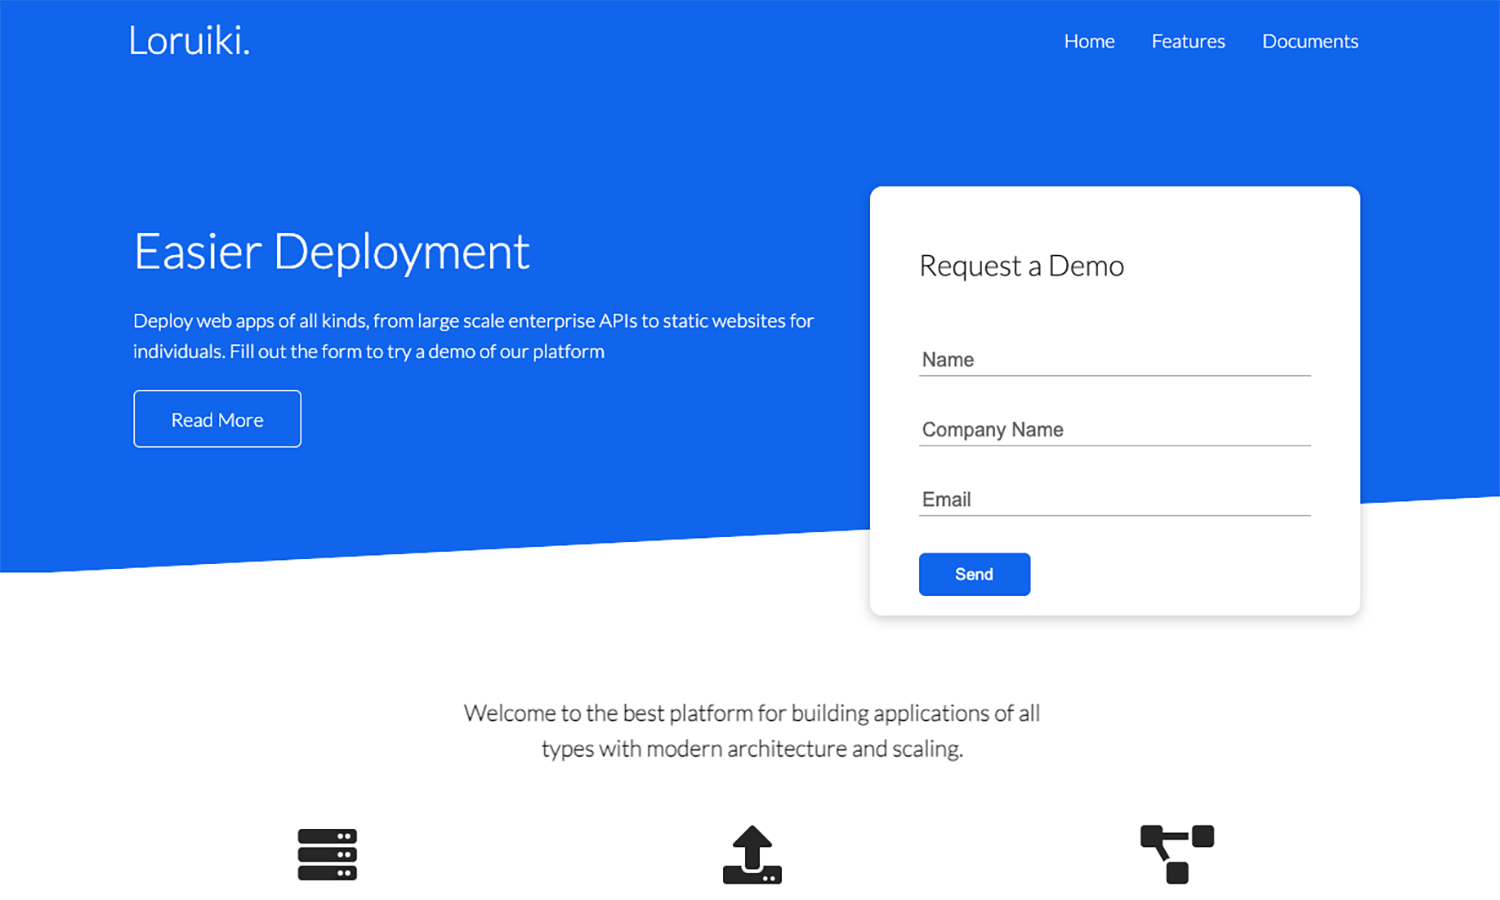 Loruiki.
Home
Features
Documents
Easier Deployment
Deploy web apps of all kinds, from large scale enterprise APIs to static websites for
individuals. Fill out the form to try a demo of our platform
Read More
Request a Demo
Name
Company Name
Email
Send
Welcome to the best platform for building applications of all
types with modern architecture and scaling.